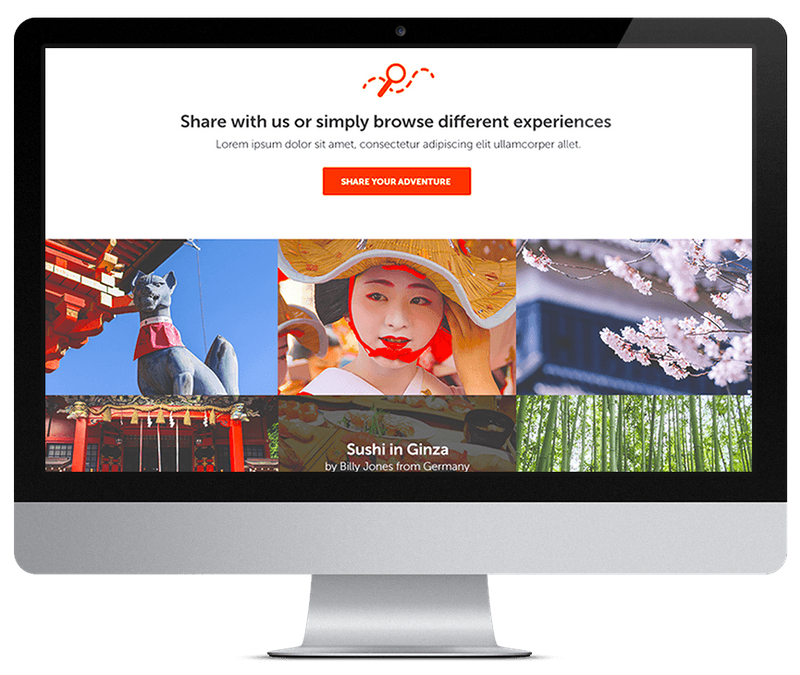 Share with us or simply browse different experiences
Lorem ipsum dolor sit amet, consectetur adipiscing elit ullamcorper allet.
SHARE YOUR ADVENTURE
Sushi in Ginza
by Billy Jones from Germany